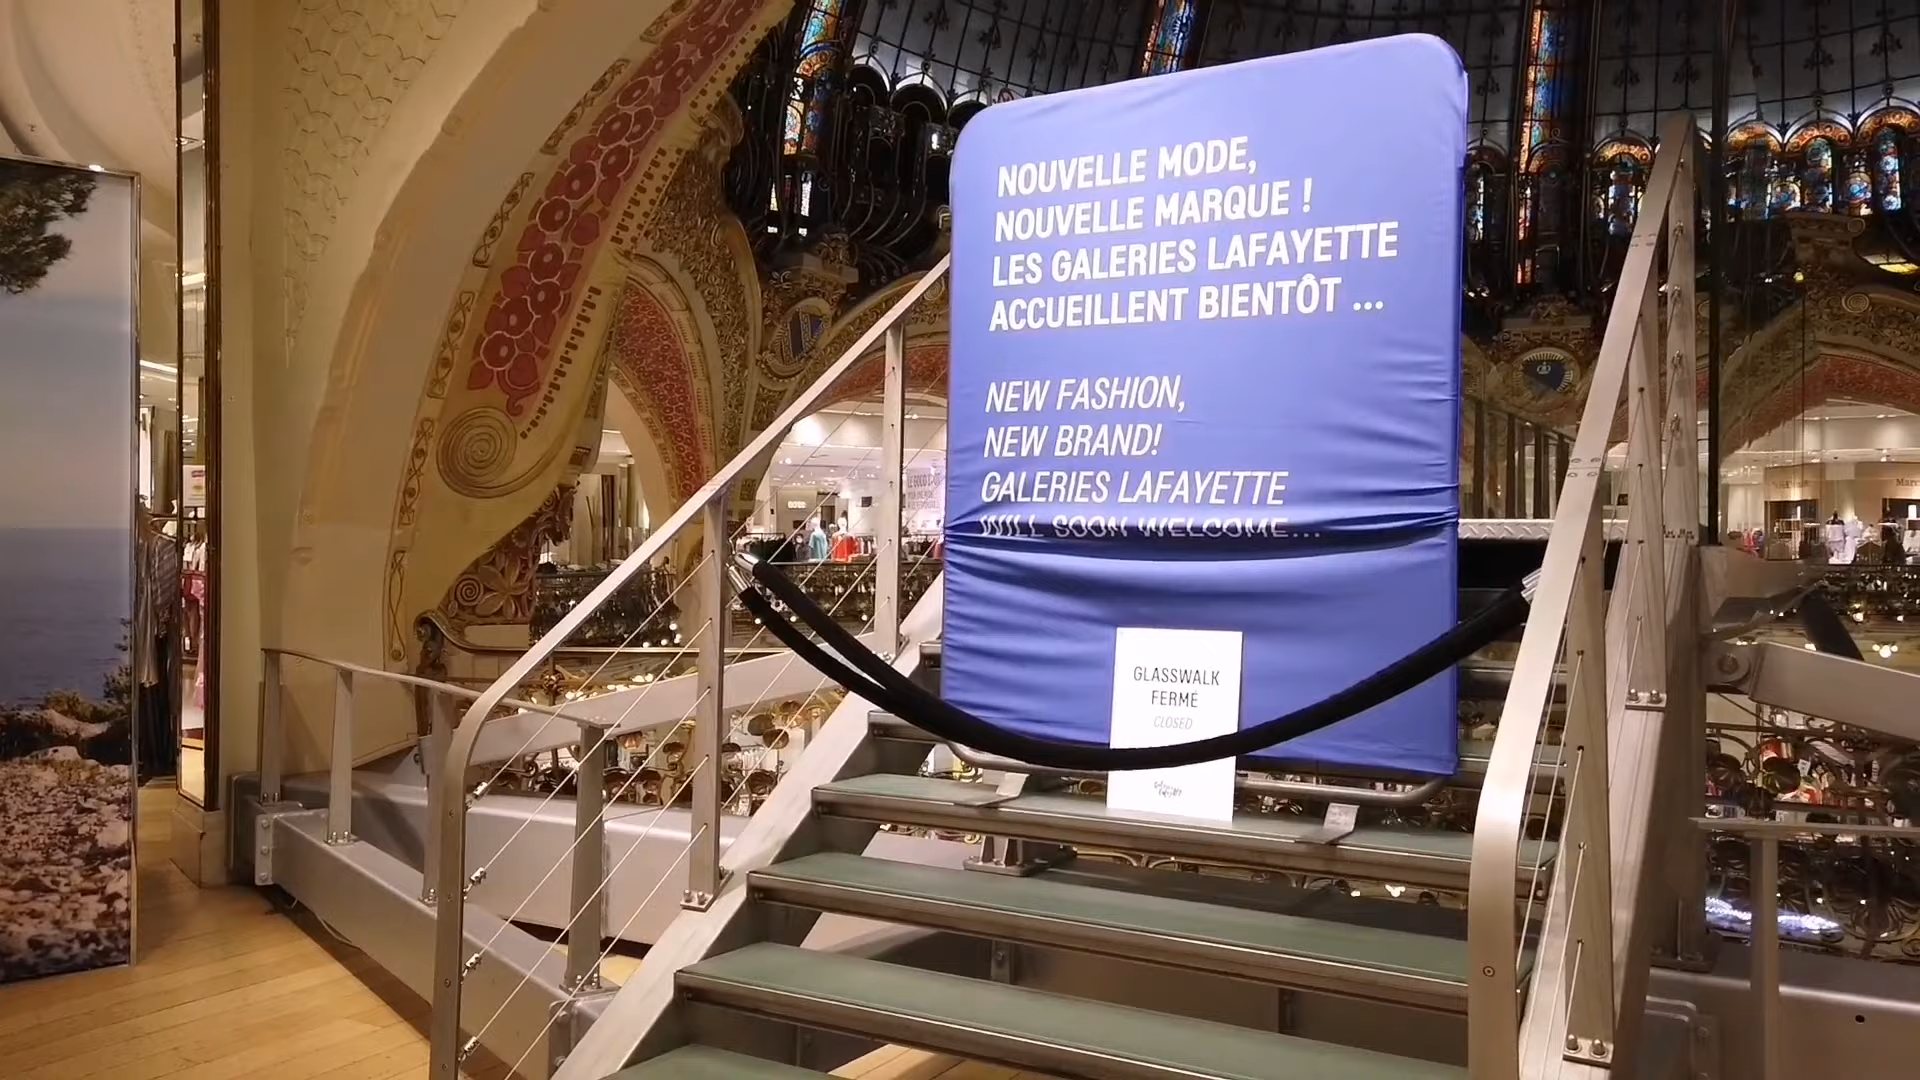 NOUVELLE MODE,
NOUVELLE MARQUE !
LES GALERIES LAFAYETTE
ACCUEILLENT BIENTÔT ...
NEW FASHION,
NEW BRAND!
GALERIES LAFAYETTE
WILL SOON WELCOME...
GLASSWALK
FERMÉ
CLOSED